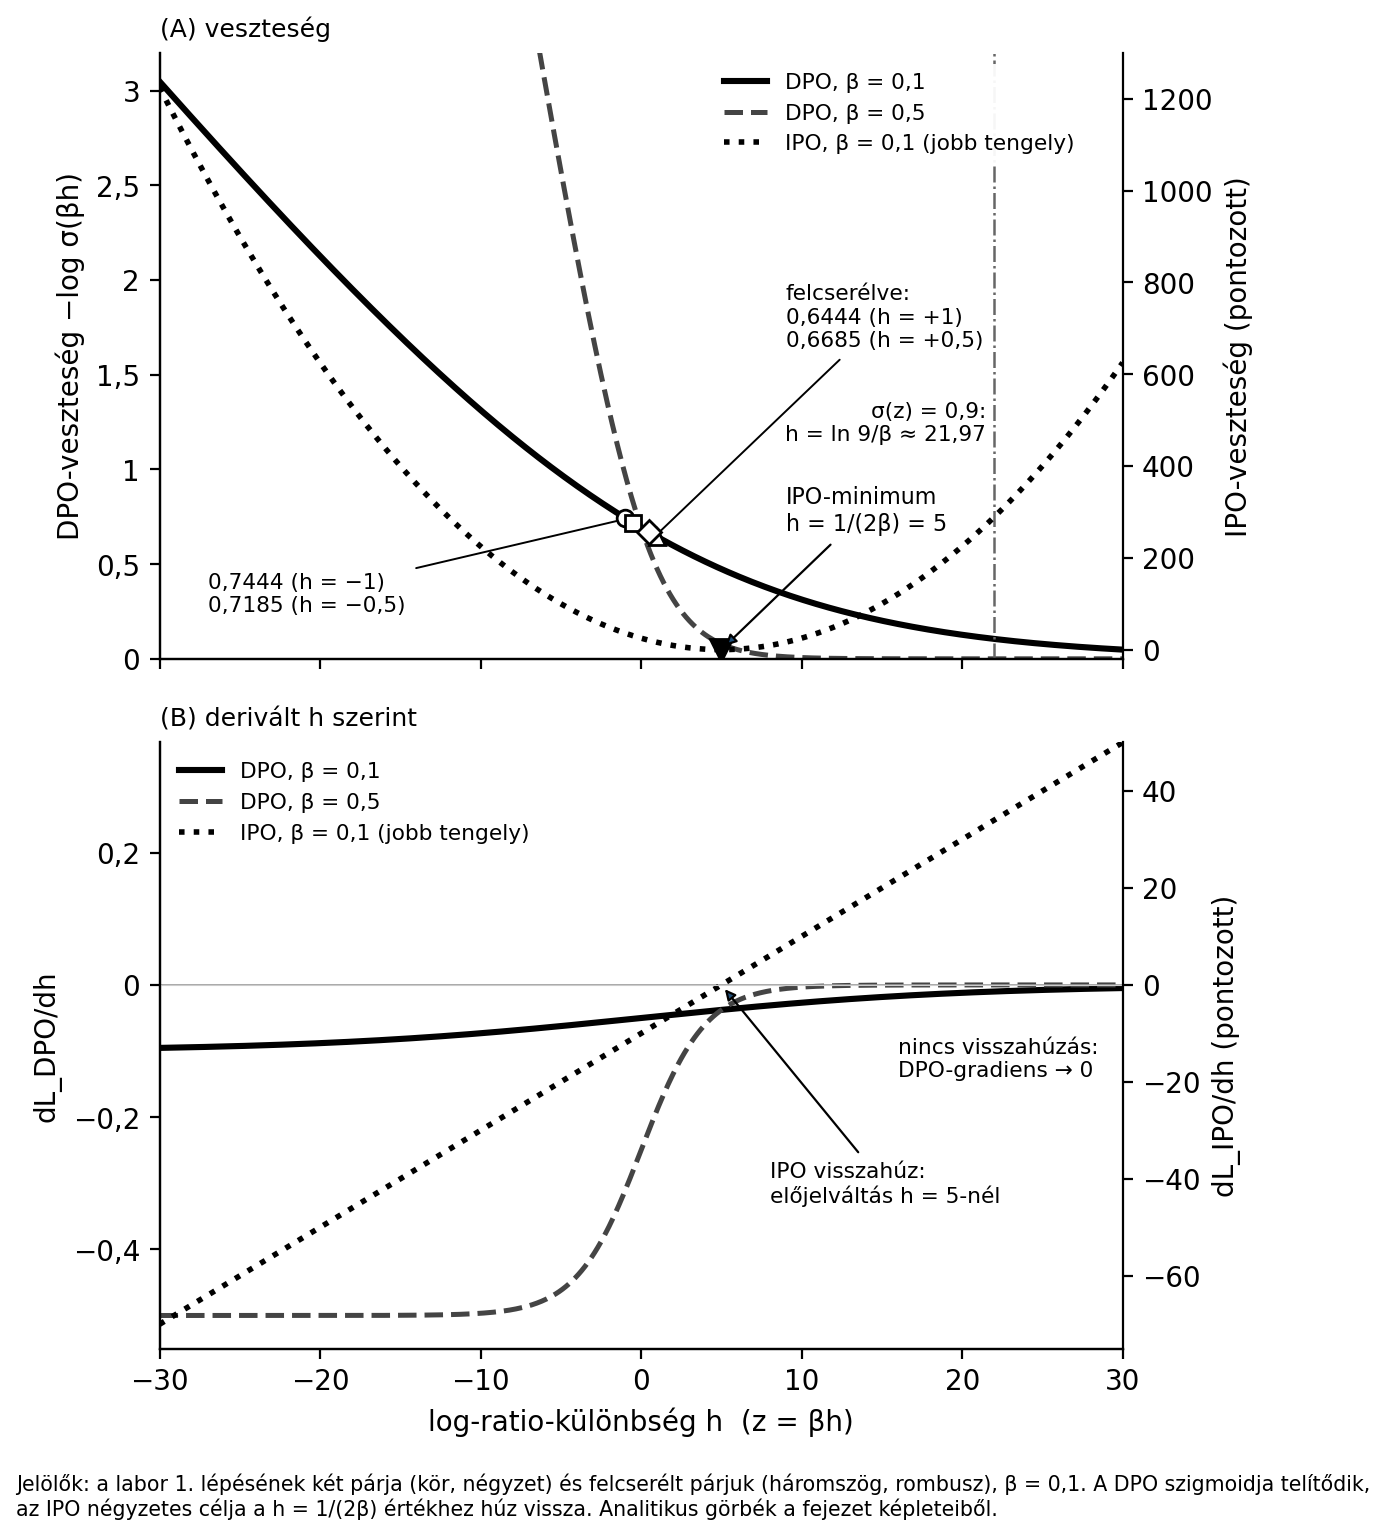 (A) veszteség
DPO, β = 0,1
DPO, β = 0,5
IPO, β = 0,1 (jobb tengely)
3
2,5
2
1,5
1
0,5
0
DPO-veszteség −log σ(βh)
1200
1000
800
600
400
200
0
IPO-veszteség (pontozott)
felcserélve:
0,6444 (h = +1)
0,6685 (h = +0,5)
σ(z) = 0,9:
h = ln 9/β ≈ 21,97
IPO-minimum
h = 1/(2β) = 5
0,7444 (h = −1)
0,7185 (h = −0,5)
(B) derivált h szerint
DPO, β = 0,1
DPO, β = 0,5
IPO, β = 0,1 (jobb tengely)
0,2
0
−0,2
−0,4
dL_DPO/dh
40
20
0
−20
−40
−60
dL_IPO/dh (pontozott)
nincs visszahúzás:
DPO-gradiens → 0
IPO visszahúz:
előjelváltás h = 5-nél
−30
−20
−10
0
10
20
30
log-ratio-különbség h (z = βh)
Jelölők: a labor 1. lépésének két párja (kör, négyzet) és felcserélt párjuk (háromszög, rombusz), β = 0,1. A DPO szigmoidja telítődik,
az IPO négyzetes célja a h = 1/(2β) értékhez húz vissza. Analitikus görbék a fejezet képleteiből.